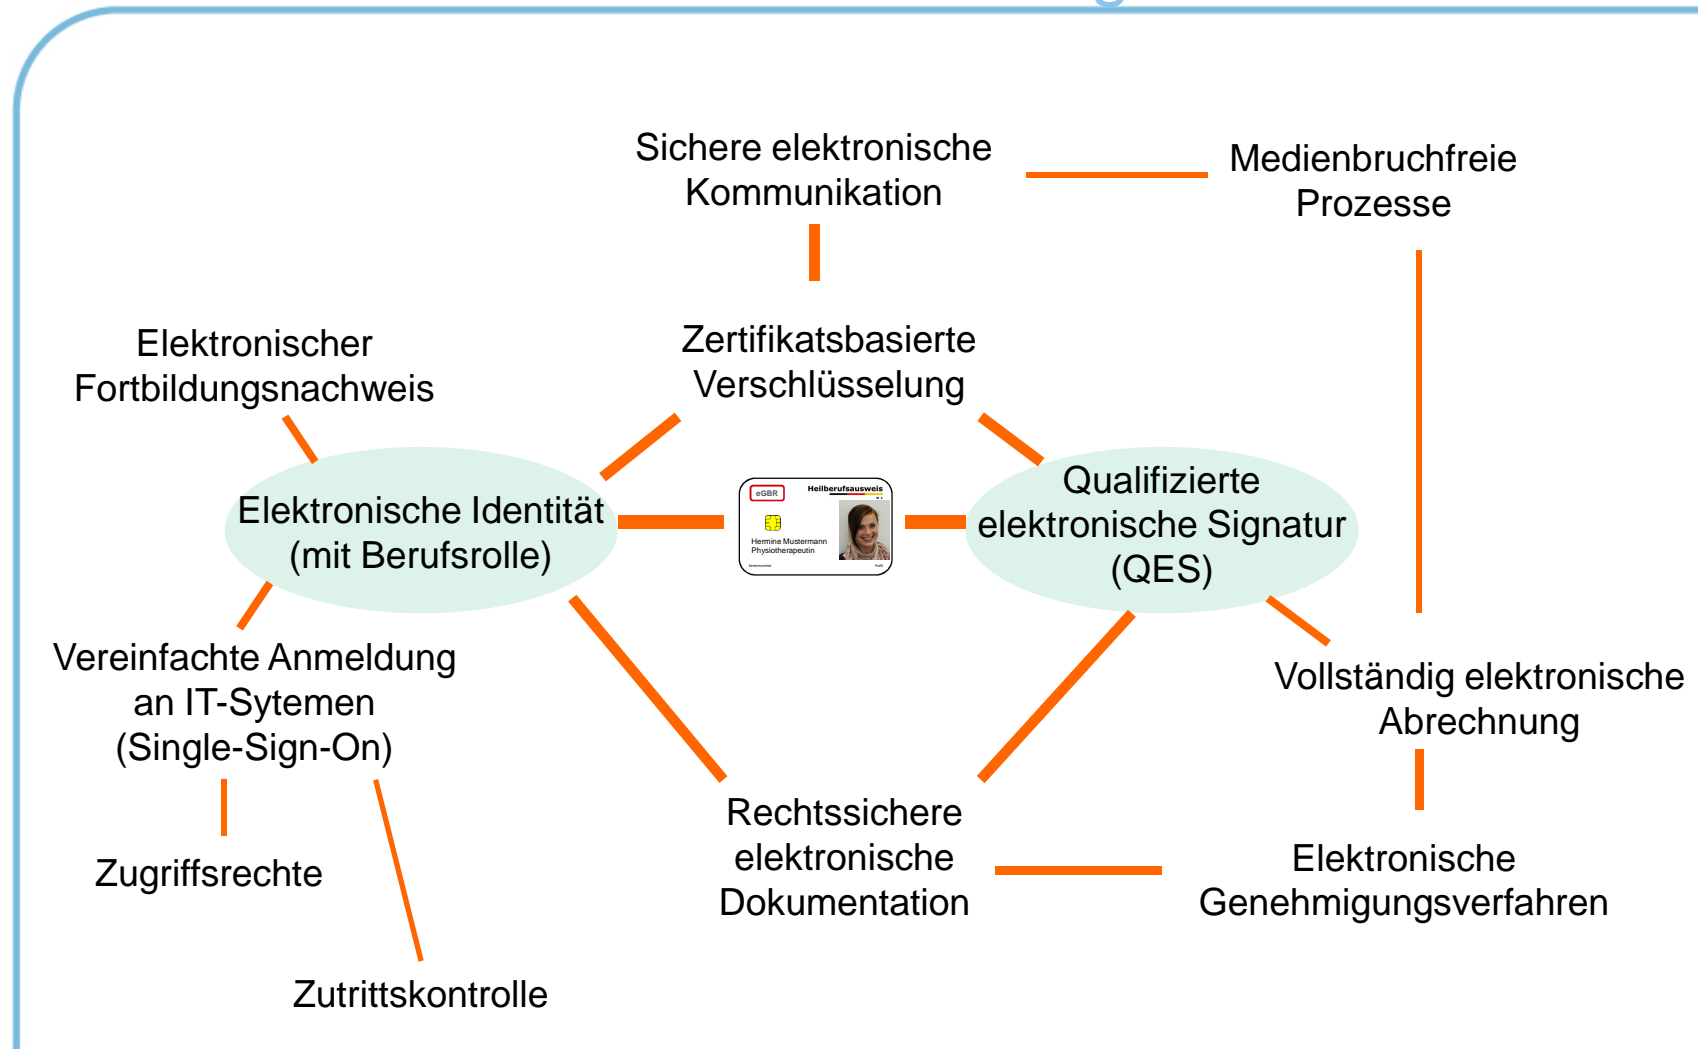 Sichere elektronische
Kommunikation
Medienbruchfreie
Prozesse
Elektronischer
Fortbildungsnachweis
Zertifikatsbasierte
Verschlüsselung
Elektronische Identität
(mit Berufsrolle)
eGBR
Heilberufsausweis
Hermine Mustermann
Physiotherapeutin
Qualifizierte
elektronische Signatur
(QES)
Vereinfachte Anmeldung
an IT-Sytemen
(Single-Sign-On)
Vollständig elektronische
Abrechnung
Zugriffsrechte
Rechtssichere
elektronische
Dokumentation
Elektronische
Genehmigungsverfahren
Zutrittskontrolle